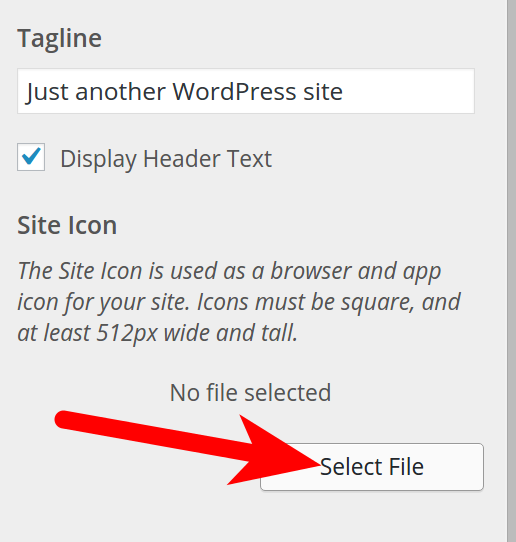 Tagline
Just another WordPress site
Display Header Text
Site Icon
The Site Icon is used as a browser and app
icon for your site. Icons must be square, and
at least 512px wide and tall.
No file selected
Select File